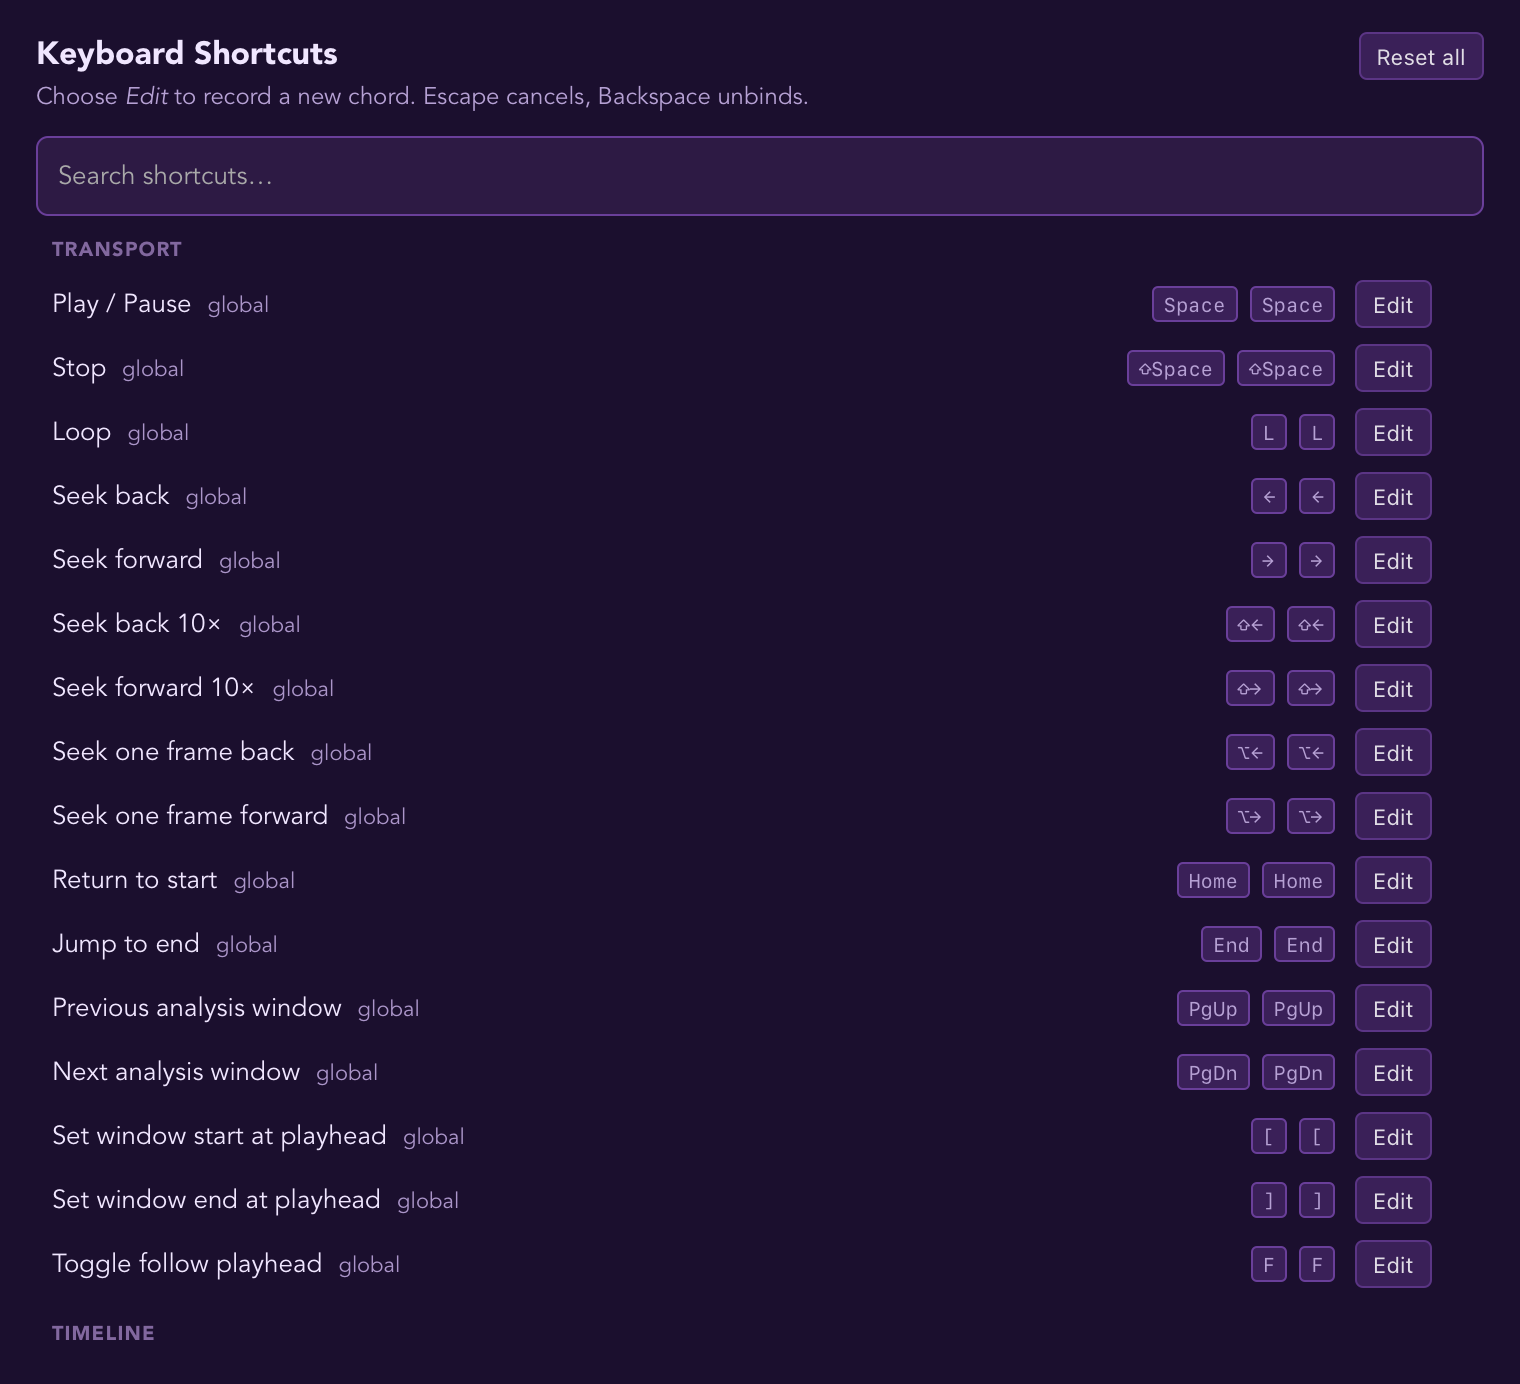 Keyboard Shortcuts
Reset all
Choose Edit to record a new chord. Escape cancels, Backspace unbinds.
Search shortcuts…
TRANSPORT
Play / Pause global Space Space Edit
Stop global ⇧Space ⇧Space Edit
Loop global L L Edit
Seek back global ← ← Edit
Seek forward global → → Edit
Seek back 10× global ⇧← ⇧← Edit
Seek forward 10× global ⇧→ ⇧→ Edit
Seek one frame back global ⌥← ⌥← Edit
Seek one frame forward global ⌥→ ⌥→ Edit
Return to start global Home Home Edit
Jump to end global End End Edit
Previous analysis window global PgUp PgUp Edit
Next analysis window global PgDn PgDn Edit
Set window start at playhead global [ [ Edit
Set window end at playhead global ] ] Edit
Toggle follow playhead global F F Edit
TIMELINE